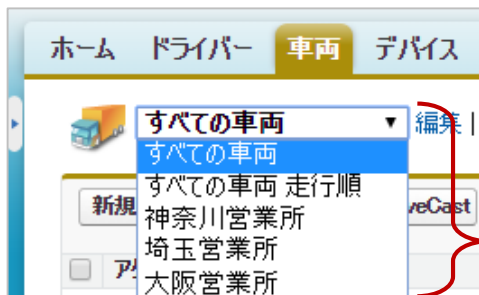 ホーム ドライバー 車両 デバイス
すべての車両 ▼ 編集 |
すべての車両
すべての車両 走行順
新規 veCast
神奈川営業所
埼玉営業所
大阪営業所